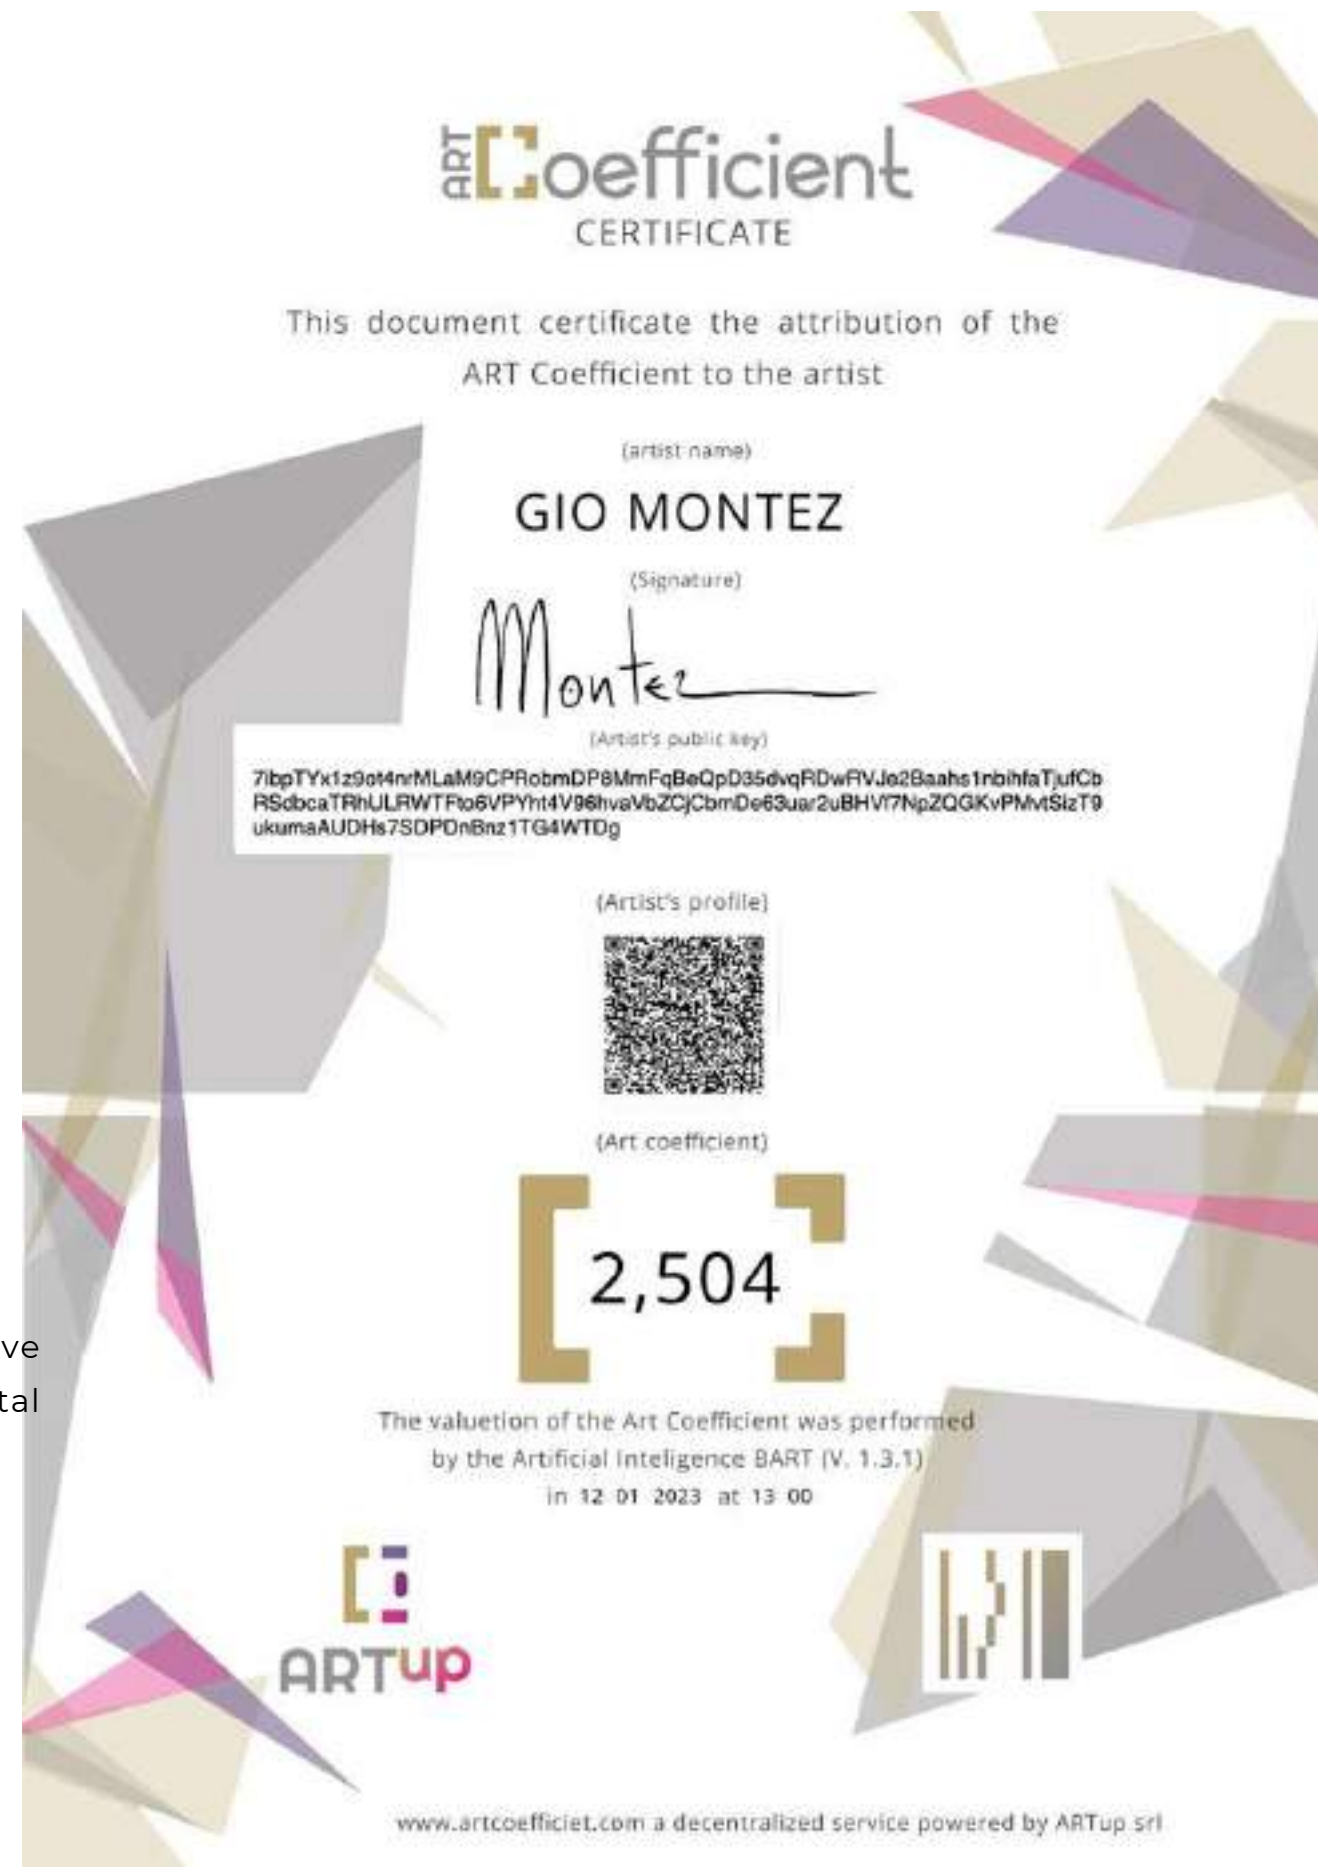 ART Coefficient
CERTIFICATE
This document certificate the attribution of the
ART Coefficient to the artist
(artist name)
GIO MONTEZ
(Signature)
Montez
(Artist's public key)
(Artist's profile)
(Art coefficient)
2,504
ve
tal
The valuetion of the Art Coefficient was performed
by the Artificial Inteligence BART (V. 1.3.1)
in 12 01 2023 at 13 00
ARTup
www.artcoefficiet.com a decentralized service powered by ARTup srl